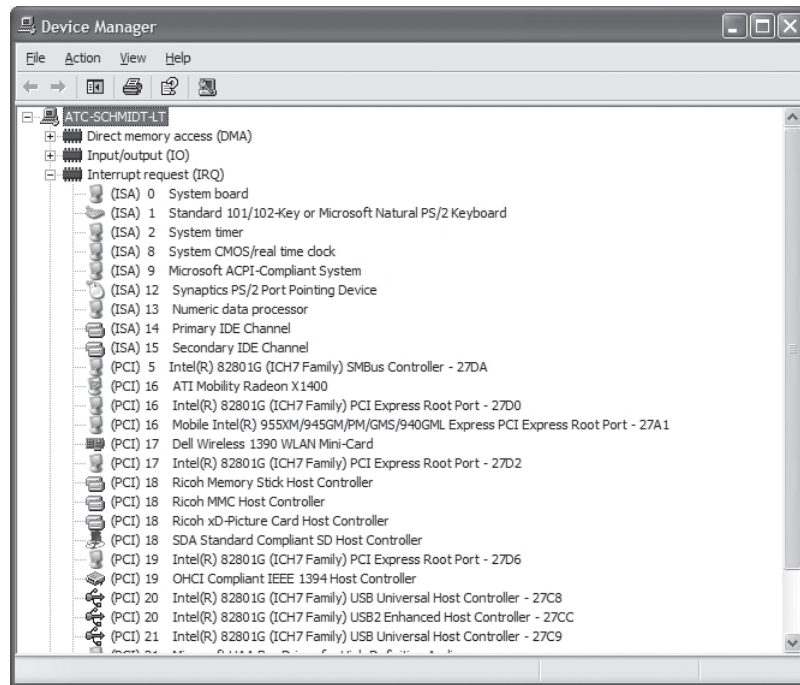 Device Manager
File Action View Help
ATC-SCHMIDT-LT
Direct memory access (DMA)
Input/output (IO)
Interrupt request (IRQ)
(ISA) 0 System board
(ISA) 1 Standard 101/102-Key or Microsoft Natural PS/2 Keyboard
(ISA) 2 System timer
(ISA) 8 System CMOS/real time clock
(ISA) 9 Microsoft ACPI-Compliant System
(ISA) 12 Synaptics PS/2 Port Pointing Device
(ISA) 13 Numeric data processor
(ISA) 14 Primary IDE Channel
(ISA) 15 Secondary IDE Channel
(PCI) 5 Intel(R) 82801G (ICH7 Family) SMBus Controller - 27DA
(PCI) 16 ATI Mobility Radeon X1400
(PCI) 16 Intel(R) 82801G (ICH7 Family) PCI Express Root Port - 27D0
(PCI) 16 Mobile Intel(R) 955XM/945GM/PM/GMS/940GML Express PCI Express Root Port - 27A1
(PCI) 17 Dell Wireless 1390 WLAN Mini-Card
(PCI) 17 Intel(R) 82801G (ICH7 Family) PCI Express Root Port - 27D2
(PCI) 18 Ricoh Memory Stick Host Controller
(PCI) 18 Ricoh MMC Host Controller
(PCI) 18 Ricoh xD-Picture Card Host Controller
(PCI) 18 SDA Standard Compliant SD Host Controller
(PCI) 19 Intel(R) 82801G (ICH7 Family) PCI Express Root Port - 27D6
(PCI) 19 OHCI Compliant IEEE 1394 Host Controller
(PCI) 20 Intel(R) 82801G (ICH7 Family) USB Universal Host Controller - 27C8
(PCI) 20 Intel(R) 82801G (ICH7 Family) USB2 Enhanced Host Controller - 27CC
(PCI) 21 Intel(R) 82801G (ICH7 Family) USB Universal Host Controller - 27C9